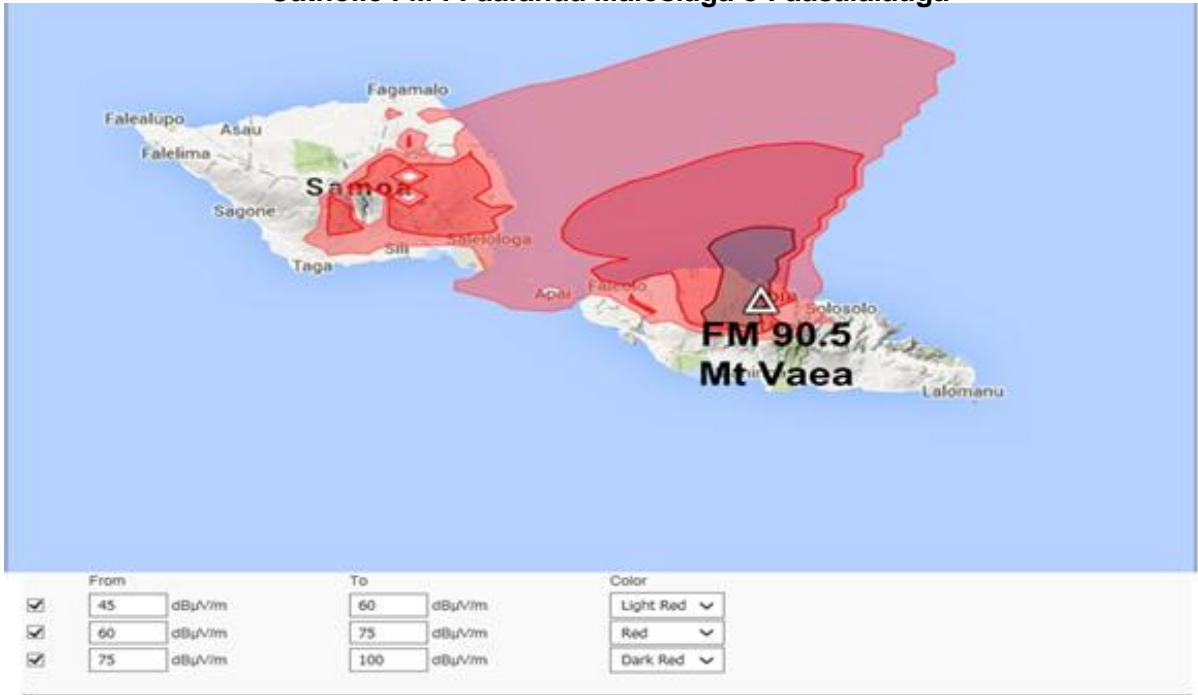 Fagamalo
Falealupo
Asau
Falelima
Samoa
Sagone
Salelologa
Sili
Taga
Apai
Faleolo
Solosolo
FM 90.5
Mt Vaea
Lalomanu
From To Color
45 dBµV/m 60 dBµV/m Light Red
60 dBµV/m 75 dBµV/m Red
75 dBµV/m 100 dBµV/m Dark Red